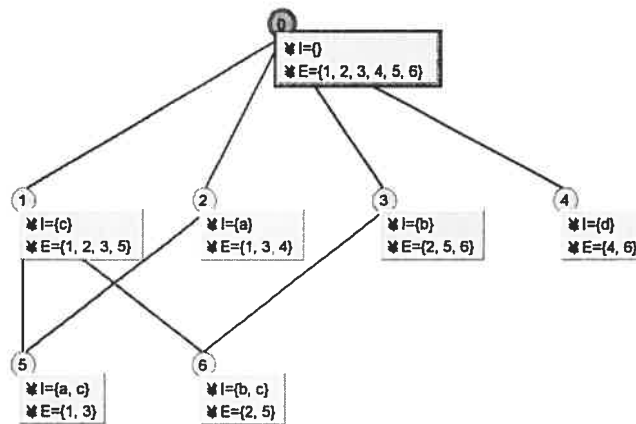 0
¥ I={}
¥ E={1, 2, 3, 4, 5, 6}
1
2
3
4
¥ I={c}
¥ E={1, 2, 3, 5}
¥ I={a}
¥ E={1, 3, 4}
¥ I={b}
¥ E={2, 5, 6}
¥ I={d}
¥ E={4, 6}
5
6
¥ I={a, c}
¥ E={1, 3}
¥ I={b, c}
¥ E={2, 5}